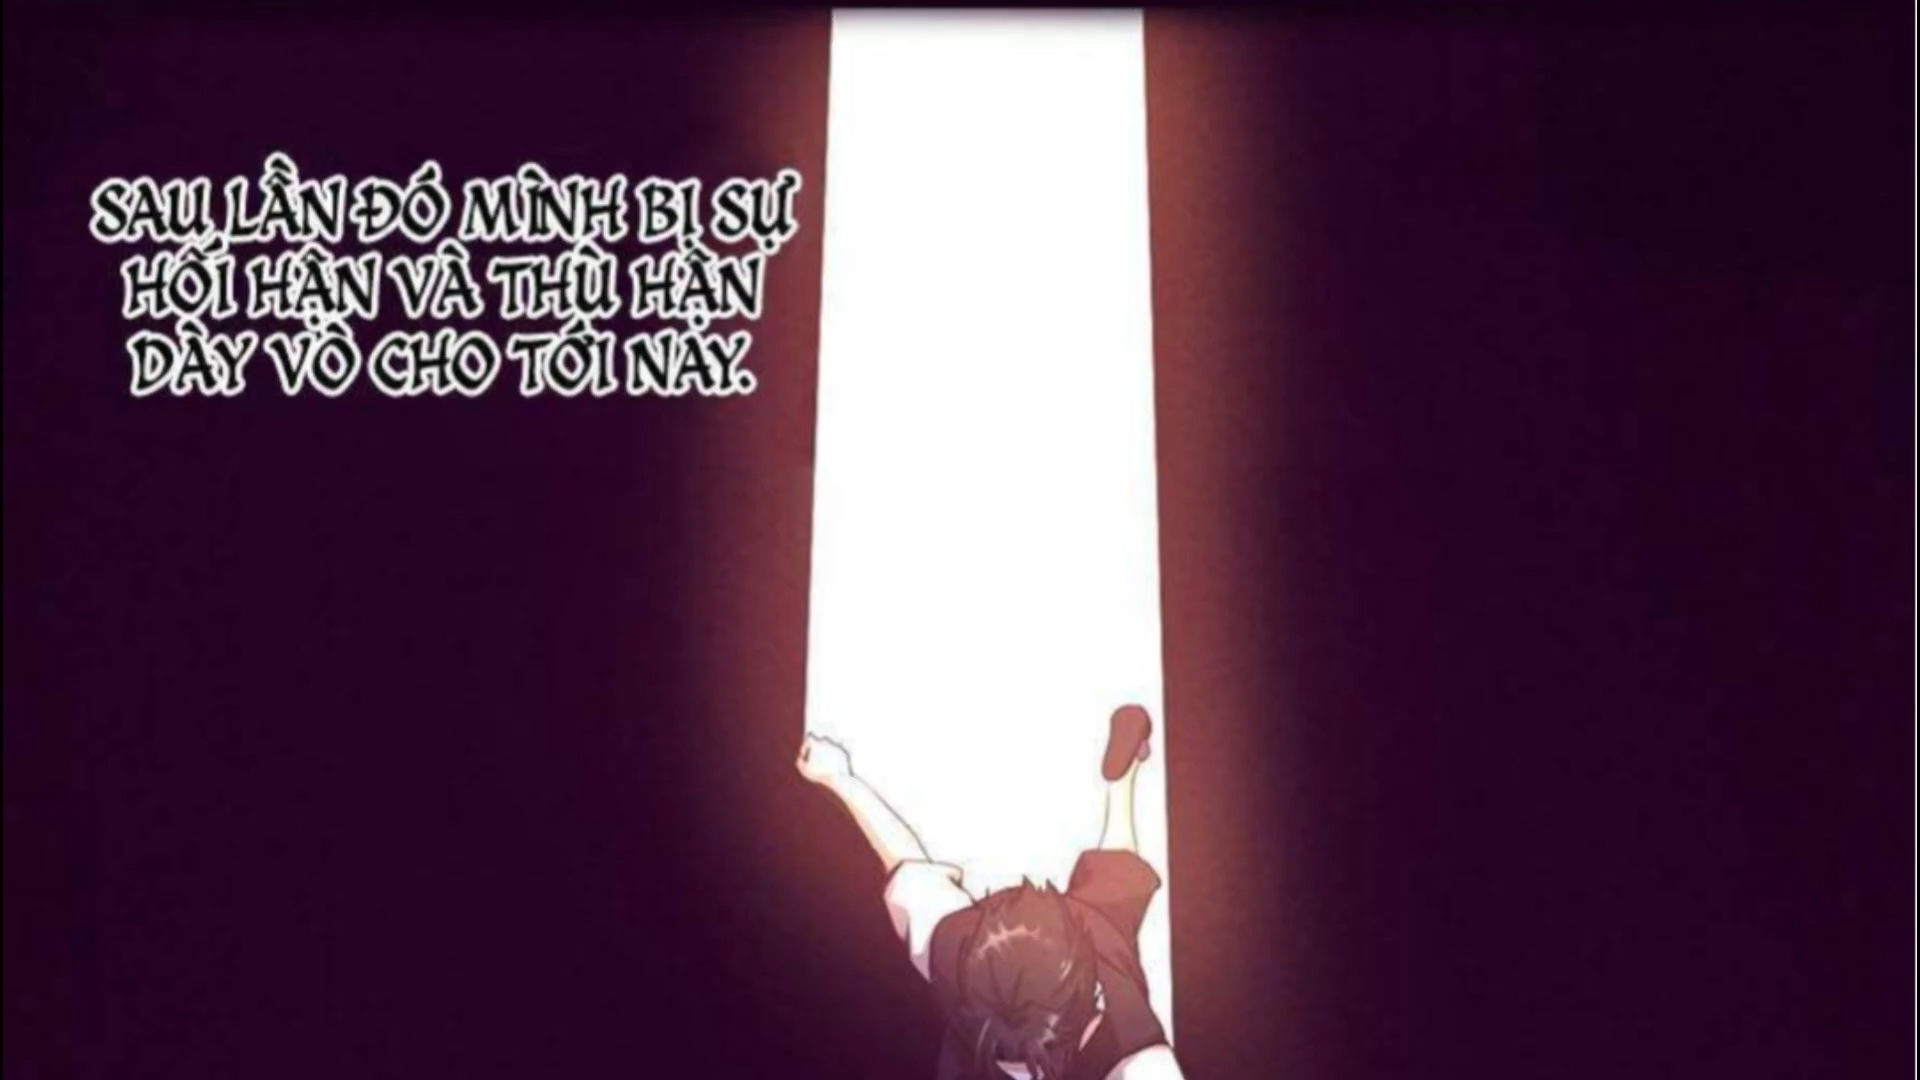 SAU LẦN ĐÓ MÌNH BỊ SỰ
HỐI HẬN VÀ THÙ HẬN
DÀY VÒ CHO TỚI NAY.